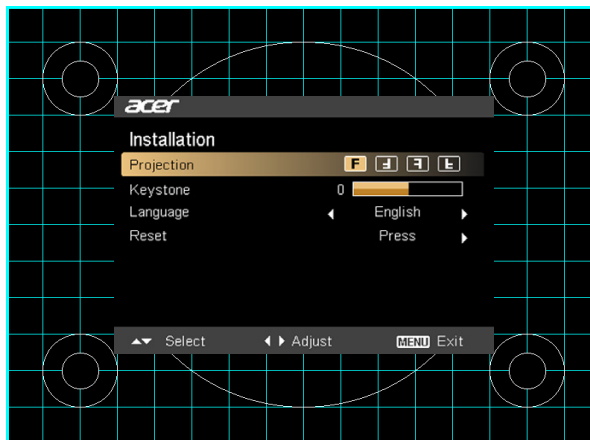 acer
Installation
Projection F
Keystone 0
Language English
Reset Press
Select Adjust MENU Exit